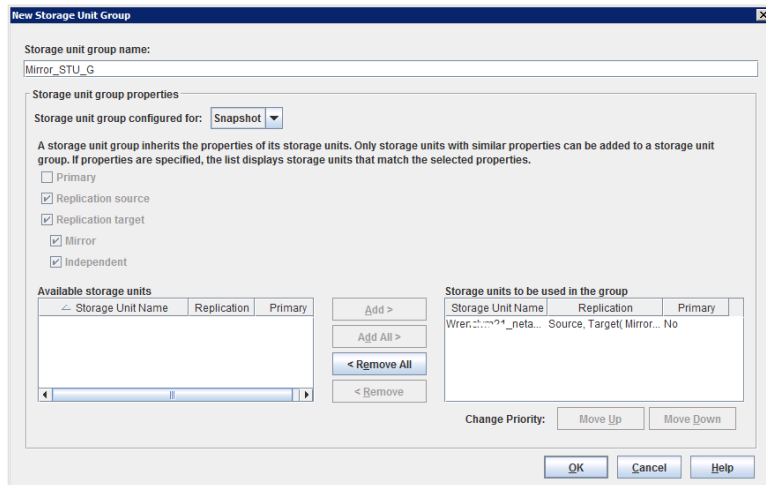 New Storage Unit Group
Storage unit group name:
Mirror_STU_G
Storage unit group properties
Storage unit group configured for: Snapshot
A storage unit group inherits the properties of its storage units. Only storage units with similar properties can be added to a storage unit
group. If properties are specified, the list displays storage units that match the selected properties.
Primary
Replication source
Replication target
Mirror
Independent
Available storage units
Storage Unit Name Replication Primary
Add >
Add All >
< Remove All
< Remove
Storage units to be used in the group
Storage Unit Name Replication Primary
Source, Target( Mirror... No
Change Priority: Move Up Move Down
OK Cancel Help